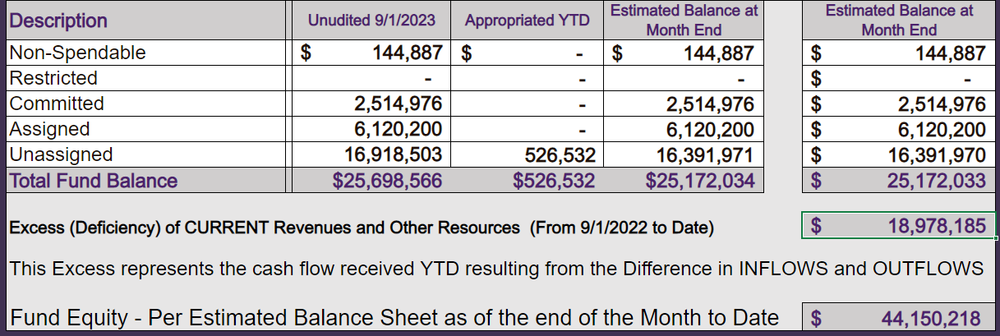 Description Unudited 9/1/2023 Appropriated YTD Estimated Balance at Month End Estimated Balance at Month End
Non-Spendable $ 144,887 $ - $ 144,887 $ 144,887
Restricted - - - $ -
Committed 2,514,976 - 2,514,976 $ 2,514,976
Assigned 6,120,200 - 6,120,200 $ 6,120,200
Unassigned 16,918,503 526,532 16,391,971 $ 16,391,970
Total Fund Balance $25,698,566 $526,532 $25,172,034 $ 25,172,033
Excess (Deficiency) of CURRENT Revenues and Other Resources (From 9/1/2022 to Date) $ 18,978,185
This Excess represents the cash flow received YTD resulting from the Difference in INFLOWS and OUTFLOWS
Fund Equity - Per Estimated Balance Sheet as of the end of the Month to Date $ 44,150,218